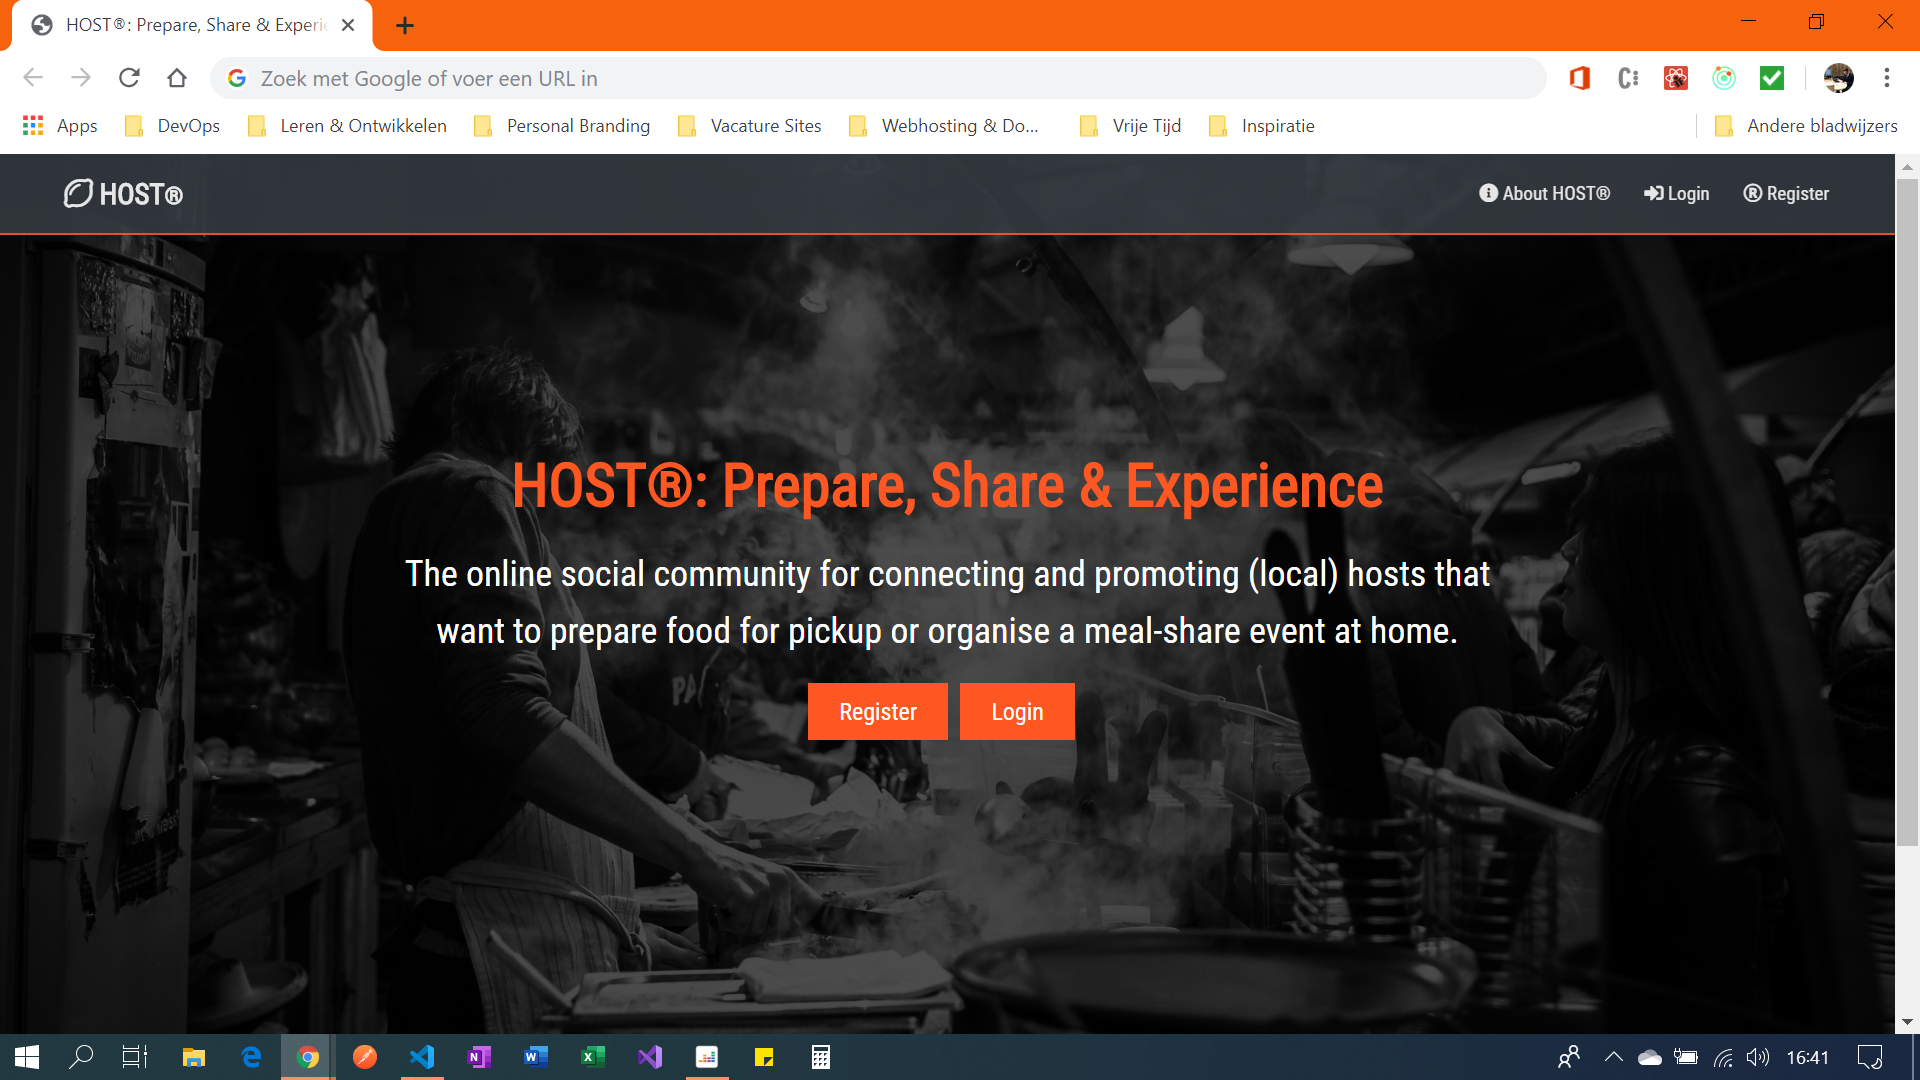 HOST®: Prepare, Share & Experie
Zoek met Google of voer een URL in
Apps DevOps Leren & Ontwikkelen Personal Branding Vacature Sites Webhosting & Do... Vrije Tijd Inspiratie Andere bladwijzers
HOST® About HOST® Login Register
HOST®: Prepare, Share & Experience
The online social community for connecting and promoting (local) hosts that
want to prepare food for pickup or organise a meal-share event at home.
Register Login
16:41